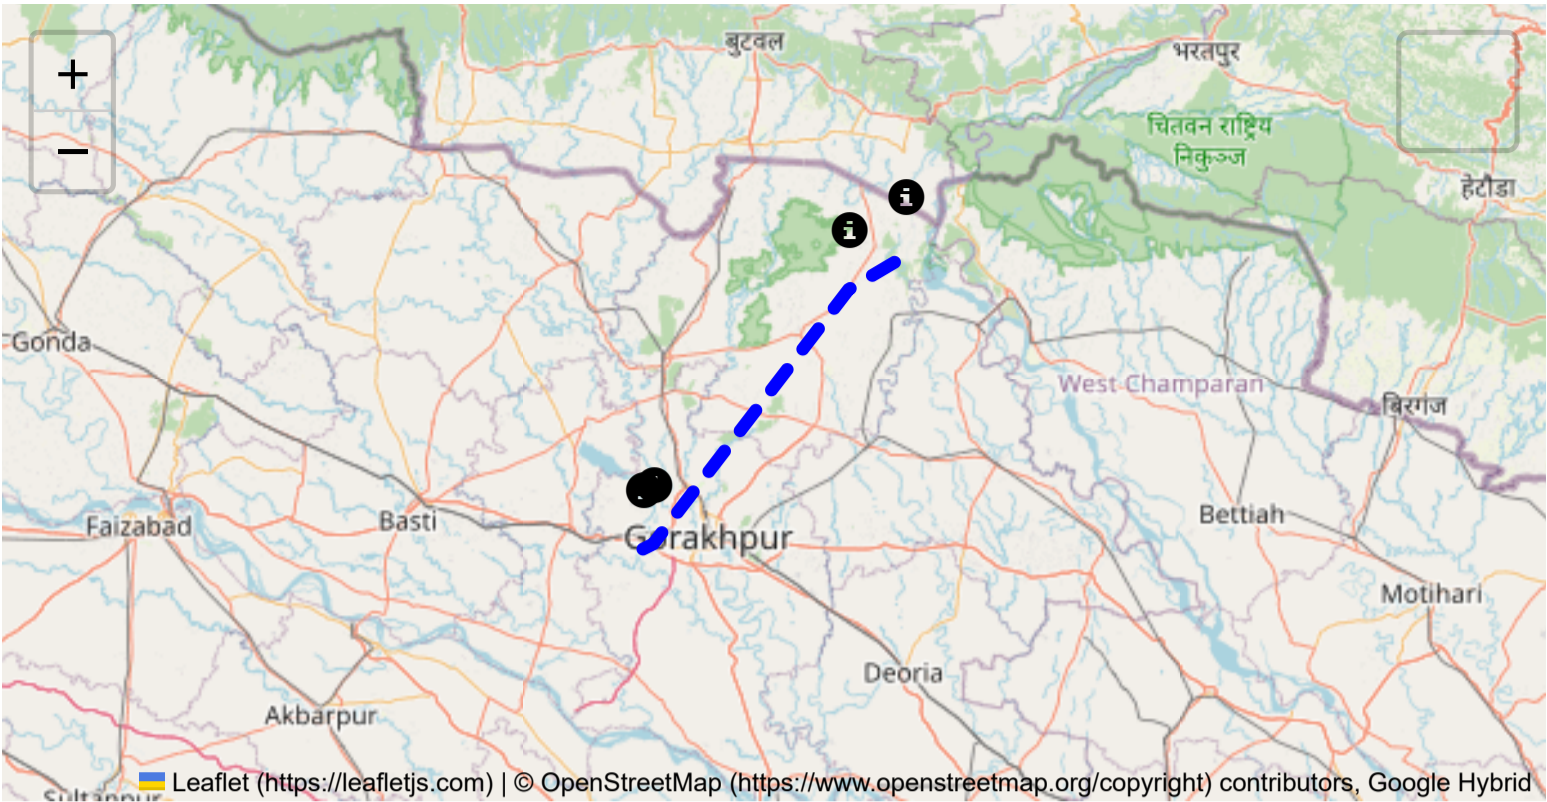 +
−
बुटवल
भरतपुर
चितवन राष्ट्रिय
निकुञ्ज
हेटौडा
i
i
Gonda
West Champaran
बिरगंज
Faizabad
Basti
Gorakhpur
Bettiah
Motihari
Deoria
Akbarpur
Sultanpur
Leaflet (https://leafletjs.com) | © OpenStreetMap (https://www.openstreetmap.org/copyright) contributors, Google Hybrid